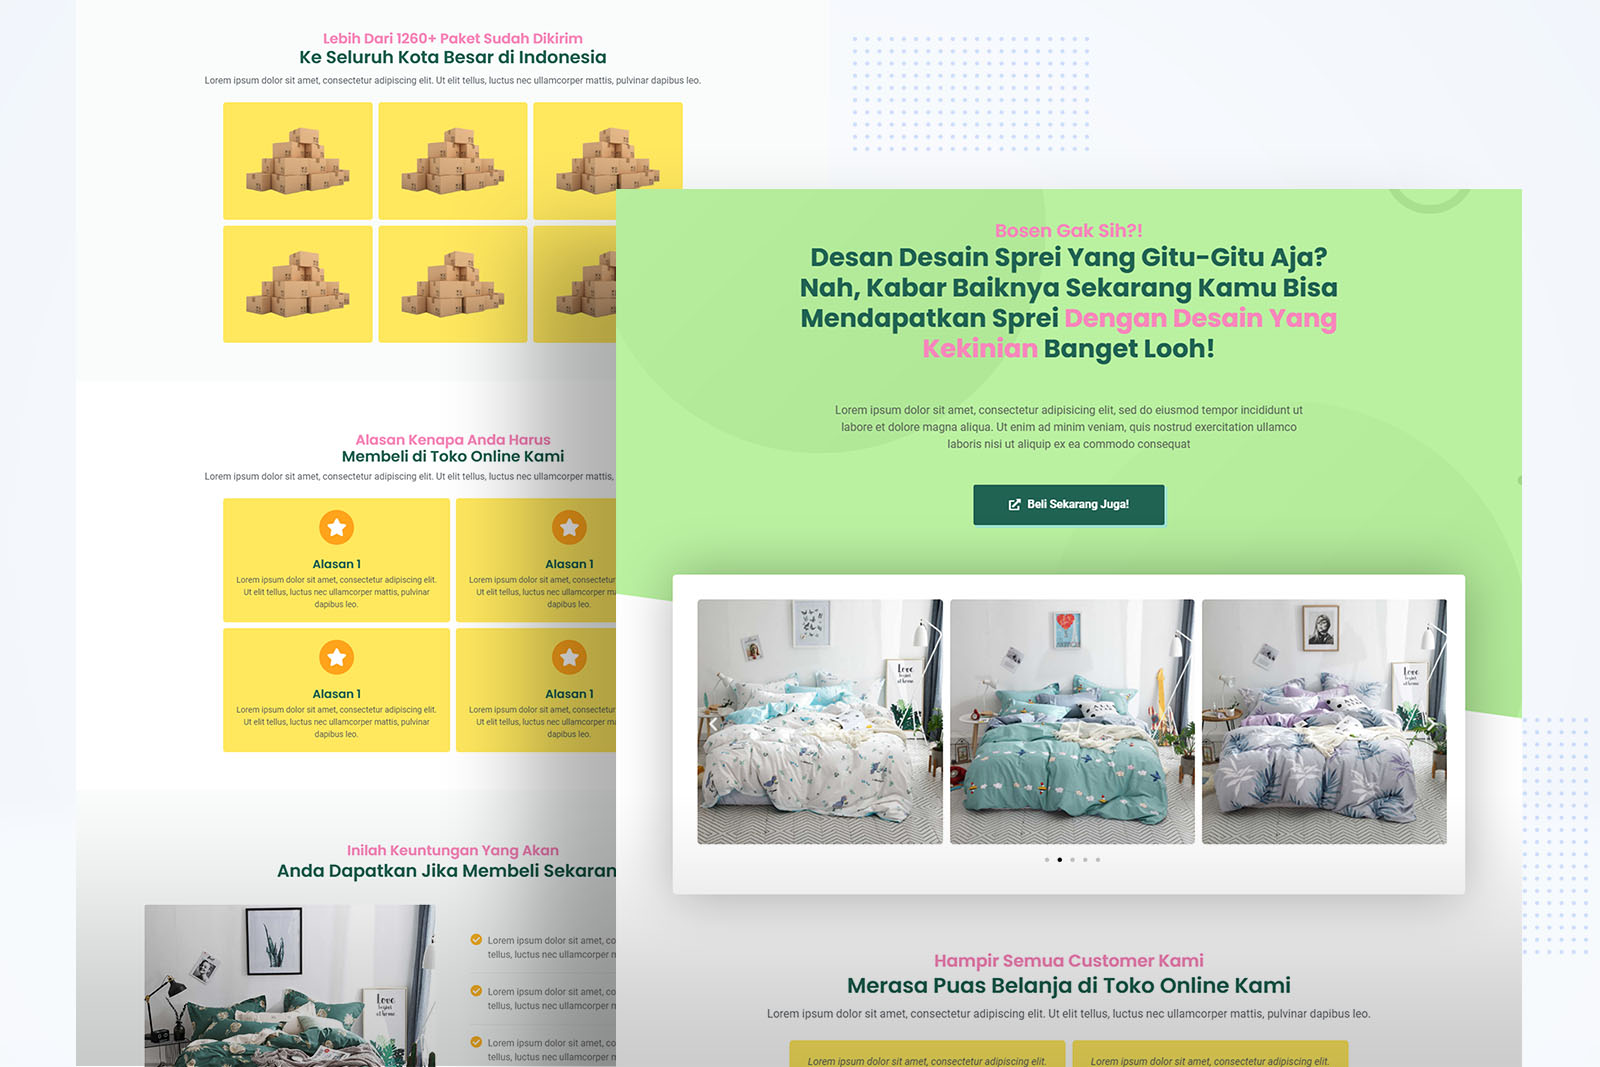 Lebih Dari 1260+ Paket Sudah Dikirim
Ke Seluruh Kota Besar di Indonesia
Lorem ipsum dolor sit amet, consectetur adipiscing elit. Ut elit tellus, luctus nec ullamcorper mattis, pulvinar dapibus leo.
Alasan Kenapa Anda Harus
Membeli di Toko Online Kami
Lorem ipsum dolor sit amet, consectetur adipiscing elit. Ut elit tellus, luctus nec ullamcorper mattis,
Alasan 1
Lorem ipsum dolor sit amet, consectetur adipiscing elit.
Ut elit tellus, luctus nec ullamcorper mattis, pulvinar
dapibus leo.
Alasan 1
Lorem ipsum dolor sit amet, consectetur
Ut elit tellus, luctus nec ullamcorper m
dapibus leo.
Alasan 1
Lorem ipsum dolor sit amet, consectetur adipiscing elit.
Ut elit tellus, luctus nec ullamcorper mattis, pulvinar
dapibus leo.
Alasan 1
Lorem ipsum dolor sit amet, consectetur
Ut elit tellus, luctus nec ullamcorper m
dapibus leo.
Inilah Keuntungan Yang Akan
Anda Dapatkan Jika Membeli Sekaran
Love
begins
at home
Lorem ipsum dolor sit amet, co
tellus, luctus nec ullamcorper m
Lorem ipsum dolor sit amet, co
tellus, luctus nec ullamcorper m
Lorem ipsum dolor sit amet, co
tellus, luctus nec ullamcorper m
Bosen Gak Sih?!
Desan Desain Sprei Yang Gitu-Gitu Aja?
Nah, Kabar Baiknya Sekarang Kamu Bisa
Mendapatkan Sprei Dengan Desain Yang
Kekinian Banget Looh!
Lorem ipsum dolor sit amet, consectetur adipisicing elit, sed do eiusmod tempor incididunt ut
labore et dolore magna aliqua. Ut enim ad minim veniam, quis nostrud exercitation ullamco
laboris nisi ut aliquip ex ea commodo consequat
Beli Sekarang Juga!
Love
begins
at home
Love
begins
at home
Hampir Semua Customer Kami
Merasa Puas Belanja di Toko Online Kami
Lorem ipsum dolor sit amet, consectetur adipiscing elit. Ut elit tellus, luctus nec ullamcorper mattis, pulvinar dapibus leo.
Lorem ipsum dolor sit amet, consectetur adipiscing elit.
Lorem ipsum dolor sit amet, consectetur adipiscing elit.